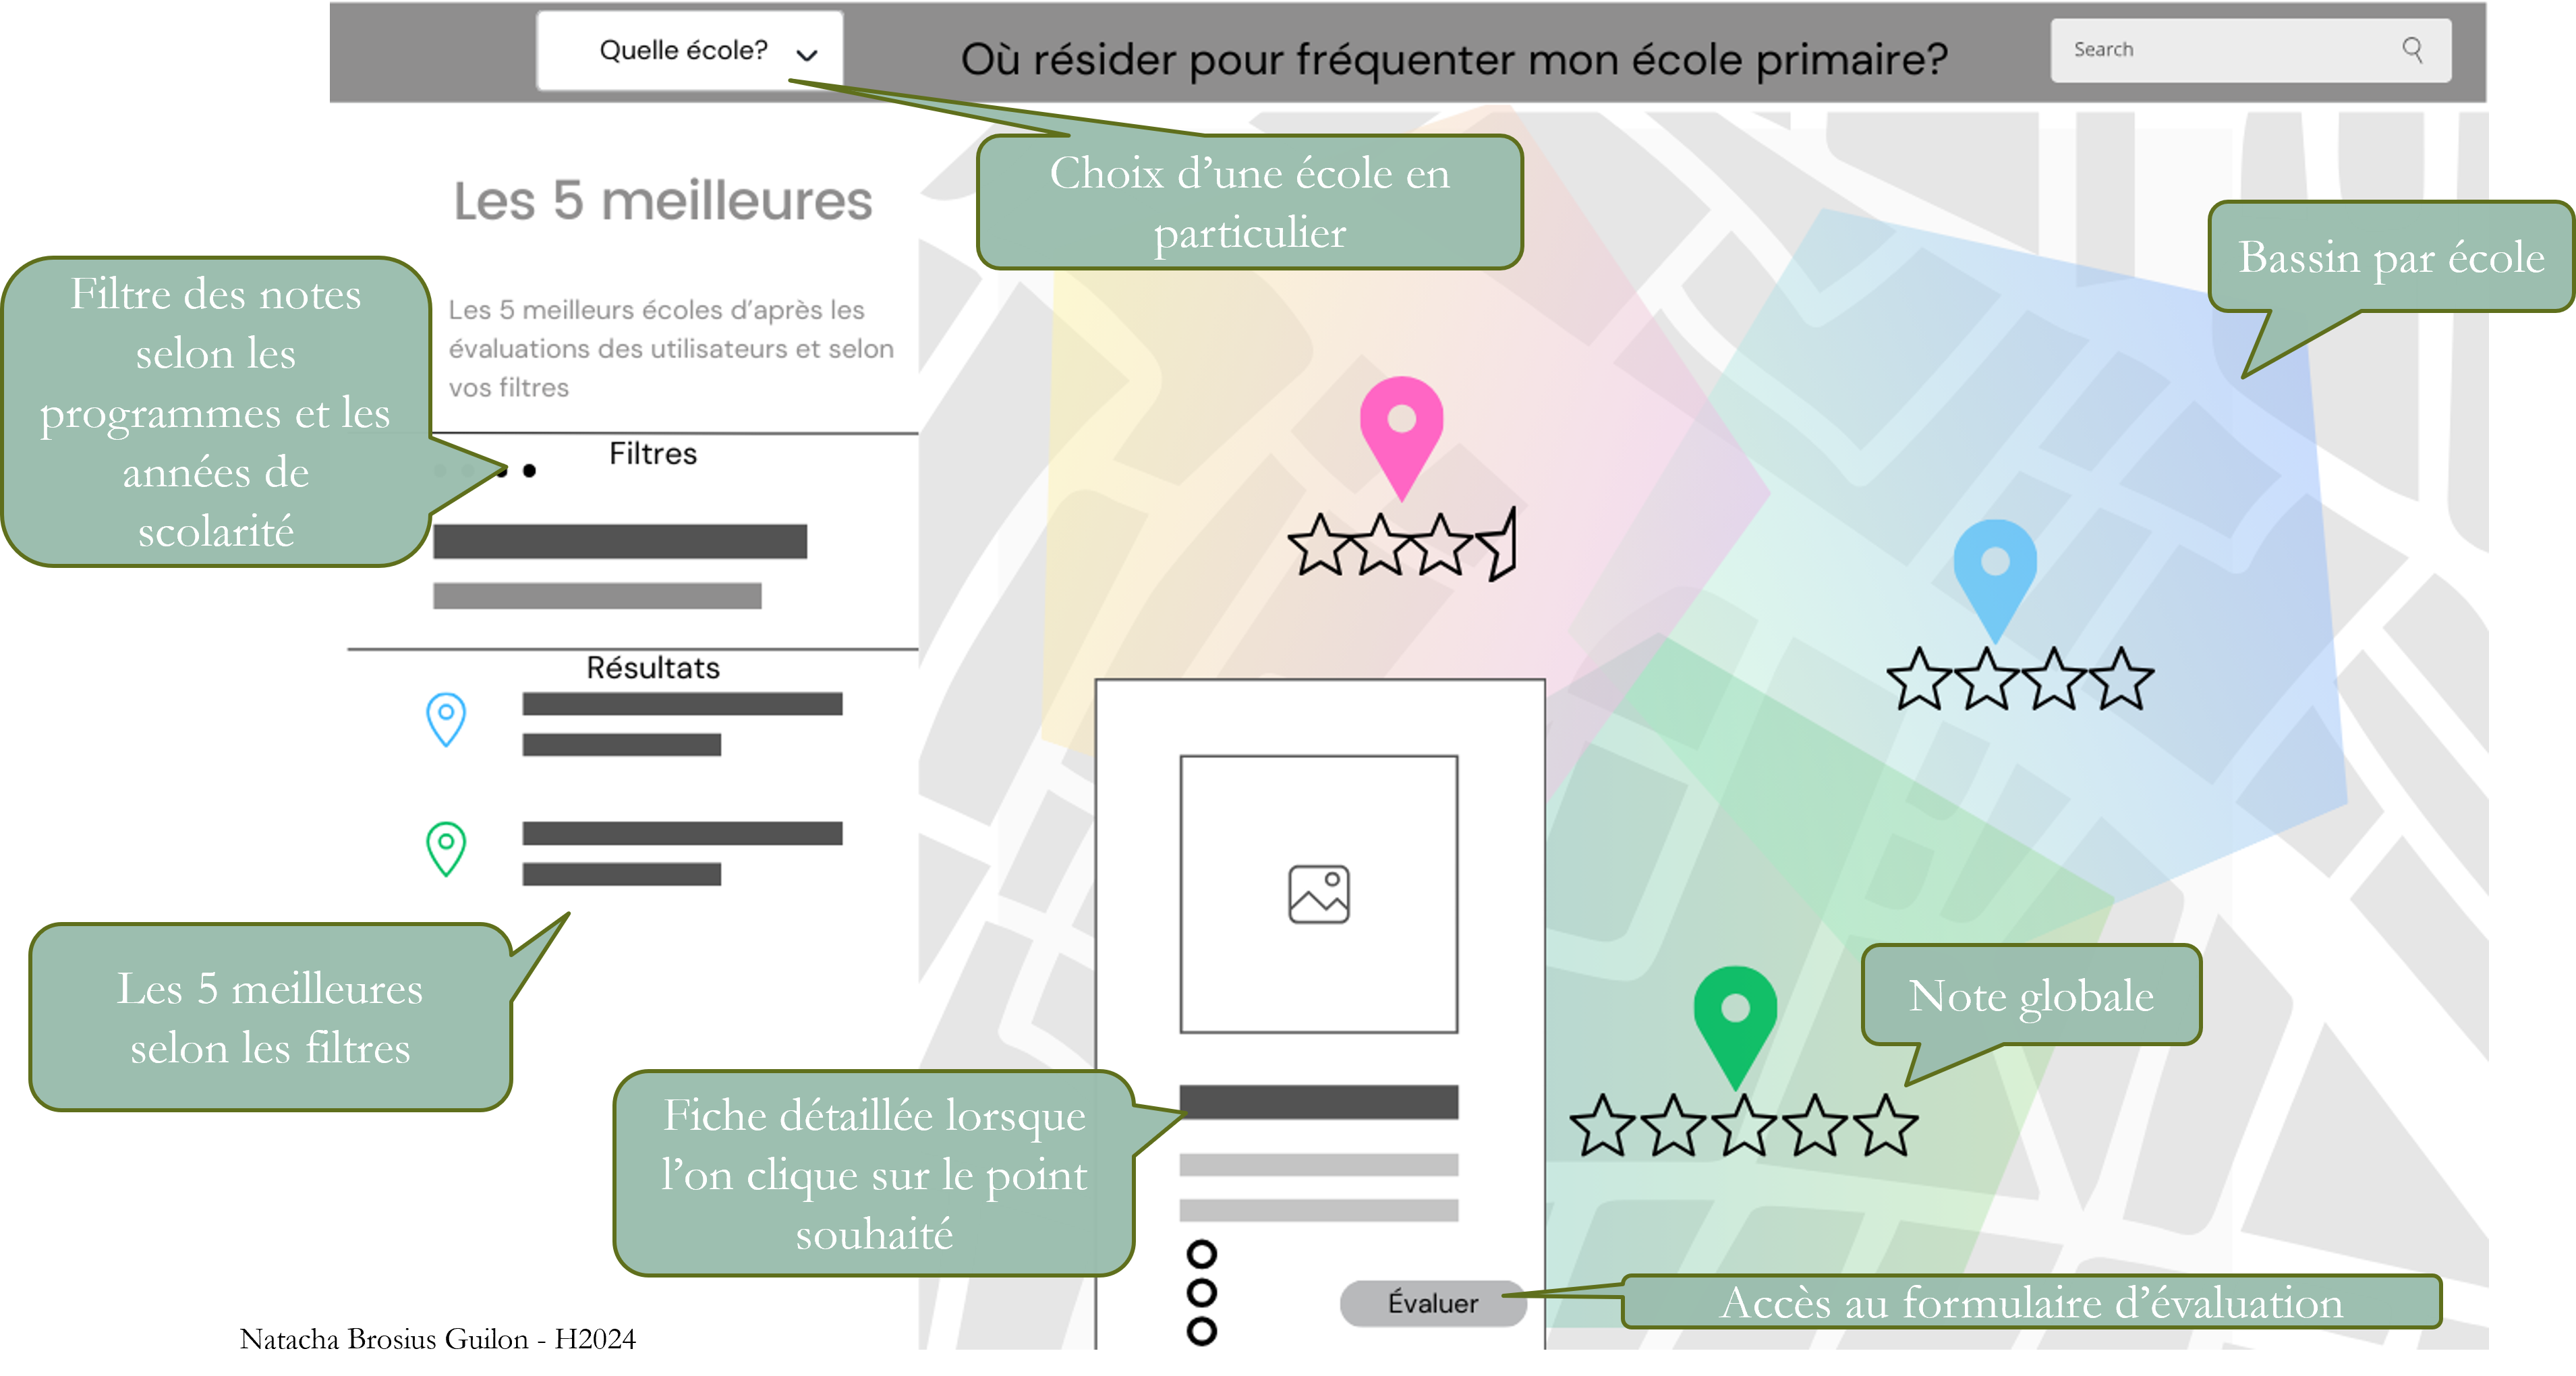 Quelle école?
Où résider pour fréquenter mon école primaire?
Search
Choix d’une école en
particulier
Les 5 meilleures
Bassin par école
Filtre des notes
selon les
programmes et les
années de
scolarité
Les 5 meilleurs écoles d’après les
évaluations des utilisateurs et selon
vos filtres
Filtres
Résultats
Les 5 meilleures
selon les filtres
Note globale
Fiche détaillée lorsque
l’on clique sur le point
souhaité
Évaluer
Accès au formulaire d’évaluation
Natacha Brosius Guilon - H2024